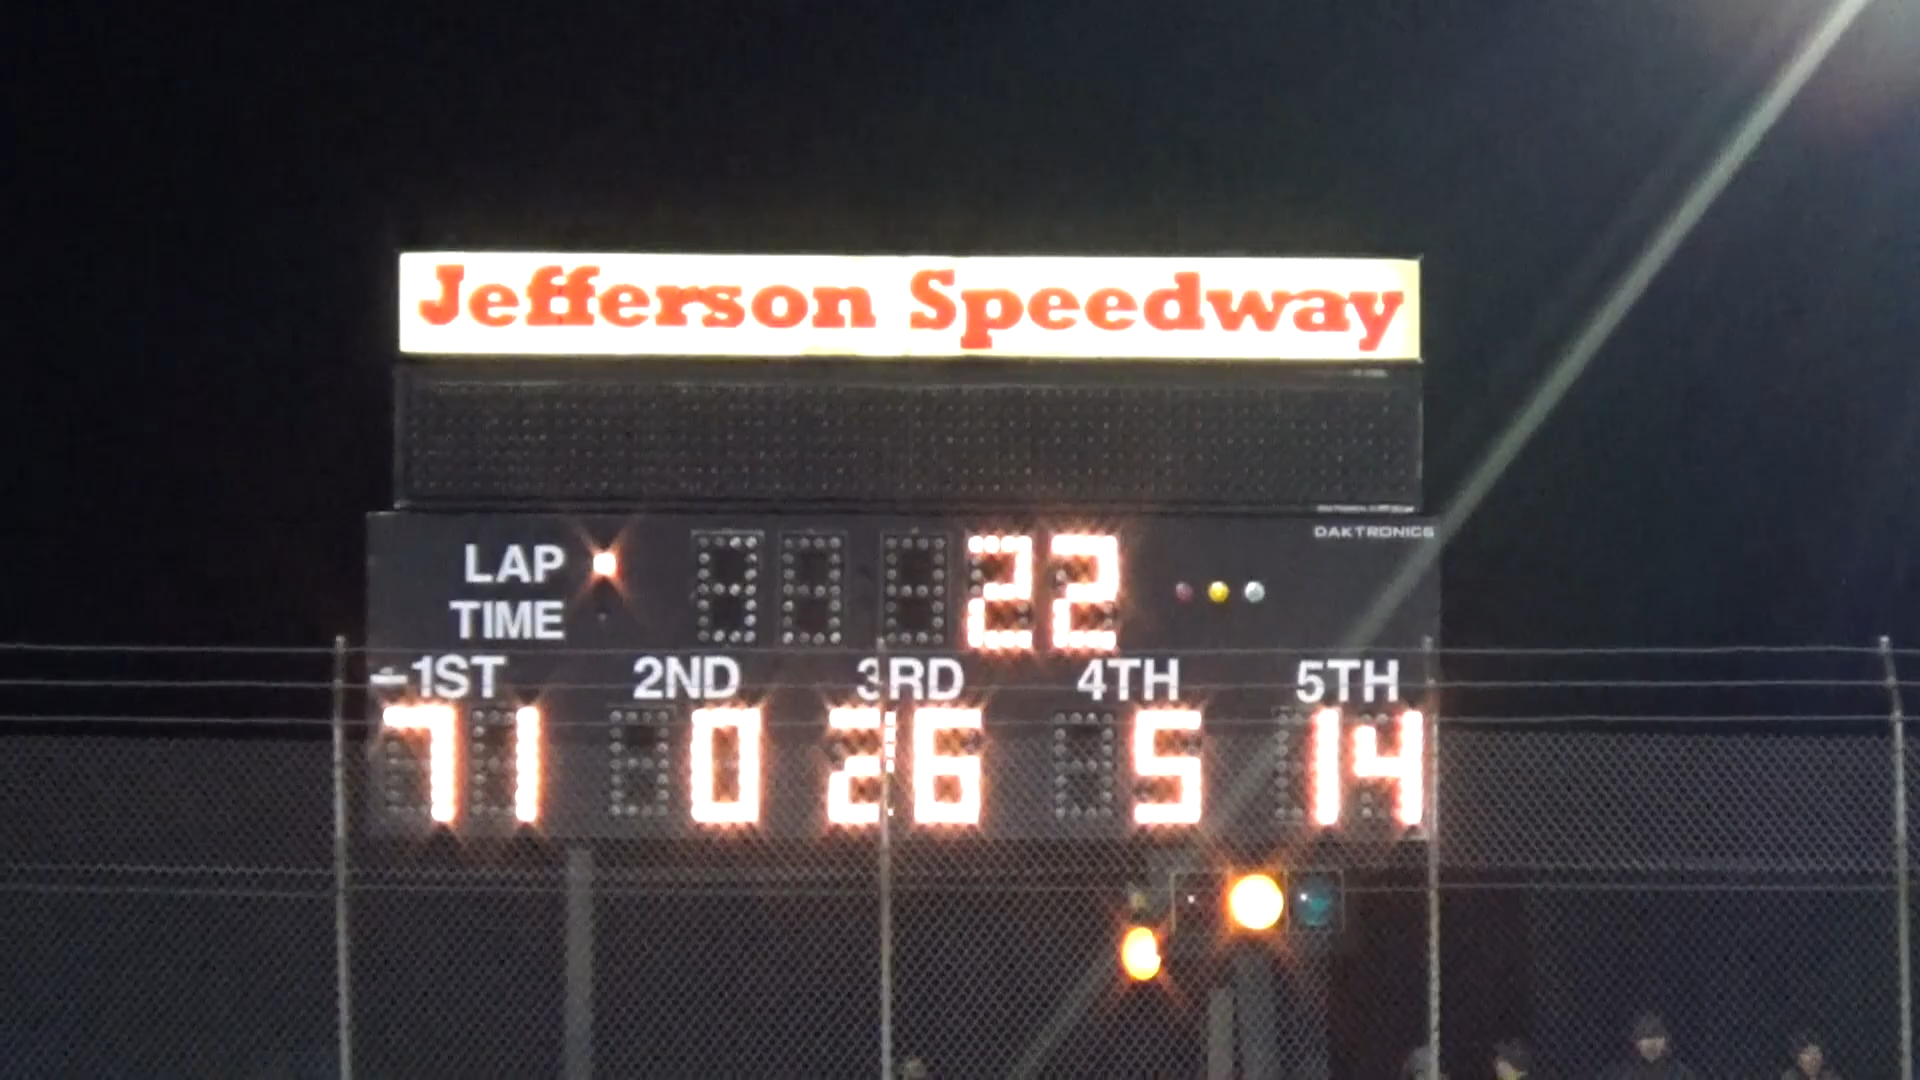 Jefferson Speedway
DAKTRONICS
LAP 22
TIME
1ST 2ND 3RD 4TH 5TH
71 0 26 5 14